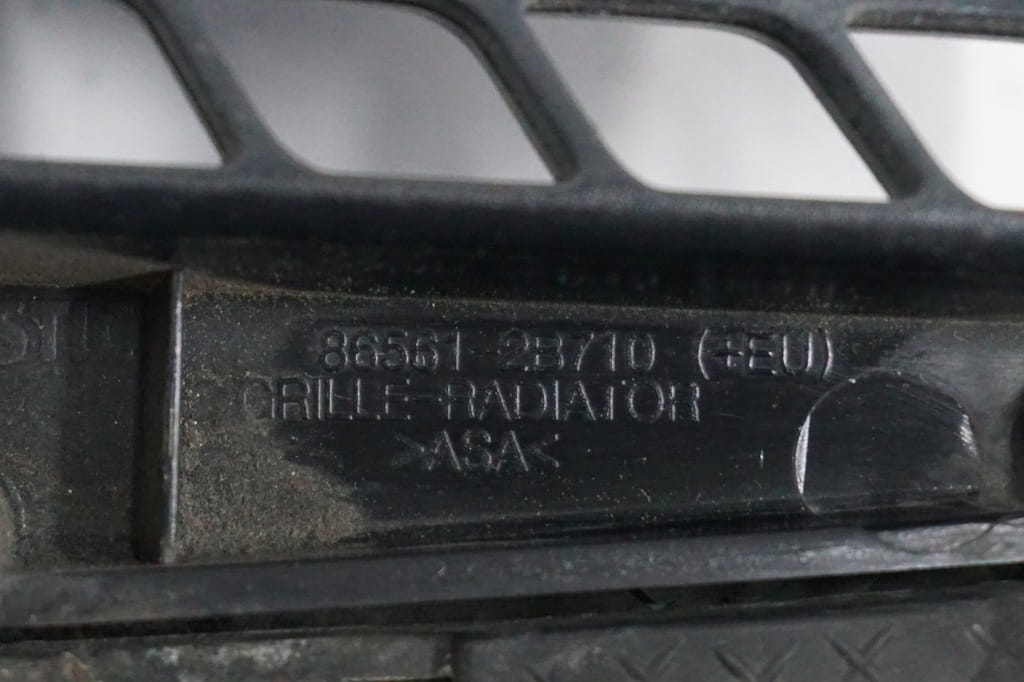 86561-2B710 (+EU)
GRILLE-RADIATOR
>ASA<